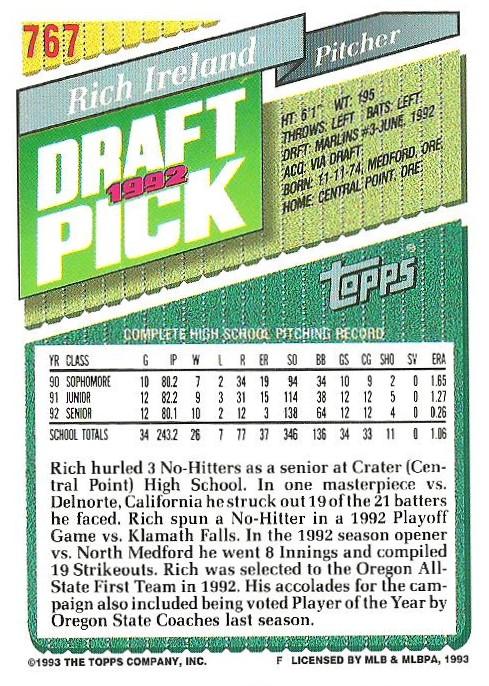 767
Rich Ireland
Pitcher
DRAFT
1992
PICK
HT: 6'1" WT: 195
THROWS: LEFT BATS: LEFT
DRFT: MARLINS #3-JUNE, 1992
ACQ: VIA DRAFT
BORN: 11-11-74, MEDFORD, ORE.
HOME: CENTRAL POINT, ORE.
Topps®
COMPLETE HIGH SCHOOL PITCHING RECORD
YR CLASS G IP W L R ER SO BB GS CG SHO SV ERA
90 SOPHOMORE 10 80.2 7 2 34 19 94 34 10 9 2 0 1.65
91 JUNIOR 12 82.2 9 3 31 15 114 38 12 12 5 0 1.27
92 SENIOR 12 80.1 10 2 12 3 138 64 12 12 4 0 0.26
SCHOOL TOTALS 34 243.2 26 7 77 37 346 136 34 33 11 0 1.06
Rich hurled 3 No-Hitters as a senior at Crater (Cen-
tral Point) High School. In one masterpiece vs.
Delnorte, California he struck out 19 of the 21 batters
he faced. Rich spun a No-Hitter in a 1992 Playoff
Game vs. Klamath Falls. In the 1992 season opener
vs. North Medford he went 8 Innings and compiled
19 Strikeouts. Rich was selected to the Oregon All-
State First Team in 1992. His accolades for the cam-
paign also included being voted Player of the Year by
Oregon State Coaches last season.
©1993 THE TOPPS COMPANY, INC. F LICENSED BY MLB & MLBPA, 1993